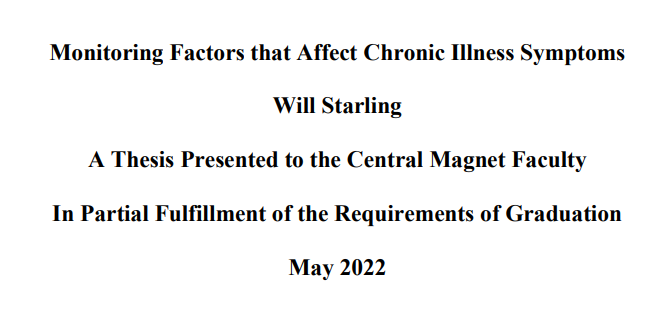 Monitoring Factors that Affect Chronic Illness Symptoms
Will Starling
A Thesis Presented to the Central Magnet Faculty
In Partial Fulfillment of the Requirements of Graduation
May 2022